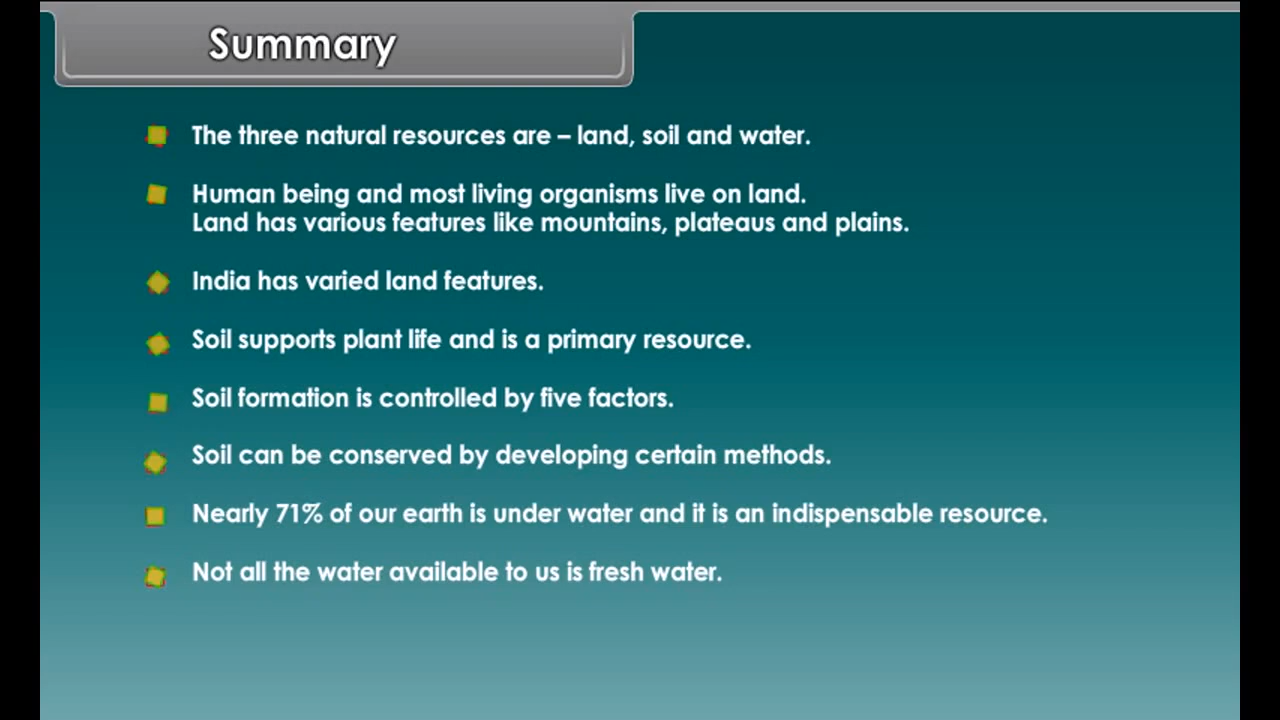 Summary
The three natural resources are – land, soil and water.
Human being and most living organisms live on land.
Land has various features like mountains, plateaus and plains.
India has varied land features.
Soil supports plant life and is a primary resource.
Soil formation is controlled by five factors.
Soil can be conserved by developing certain methods.
Nearly 71% of our earth is under water and it is an indispensable resource.
Not all the water available to us is fresh water.